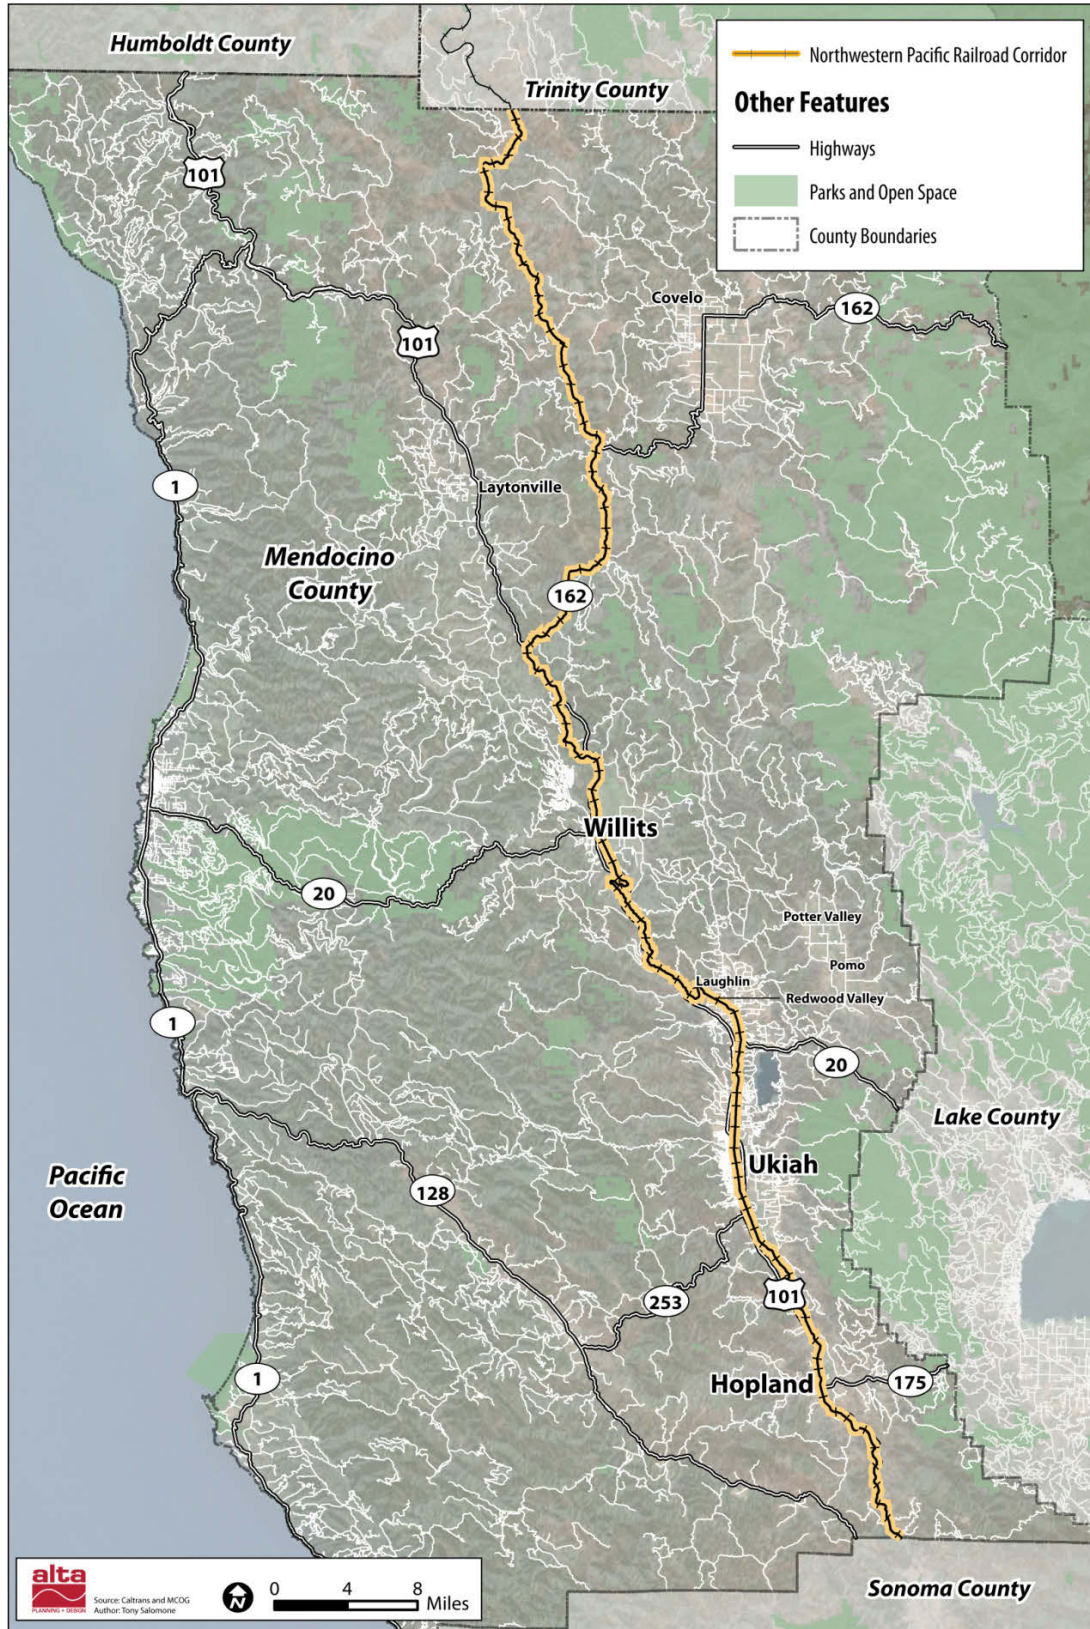 Humboldt County
Trinity County
Northwestern Pacific Railroad Corridor
Other Features
Highways
Parks and Open Space
County Boundaries
101
Covelo
162
101
1
Laytonville
Mendocino
County
162
Willits
20
Potter Valley
Pomo
Laughlin
Redwood Valley
1
20
Lake County
Pacific
Ocean
128
Ukiah
253
101
1
Hopland
175
alta
PLANNING + DESIGN
Source: Caltrans and MCOG
Author: Tony Salomone
N
0 4 8
Miles
Sonoma County